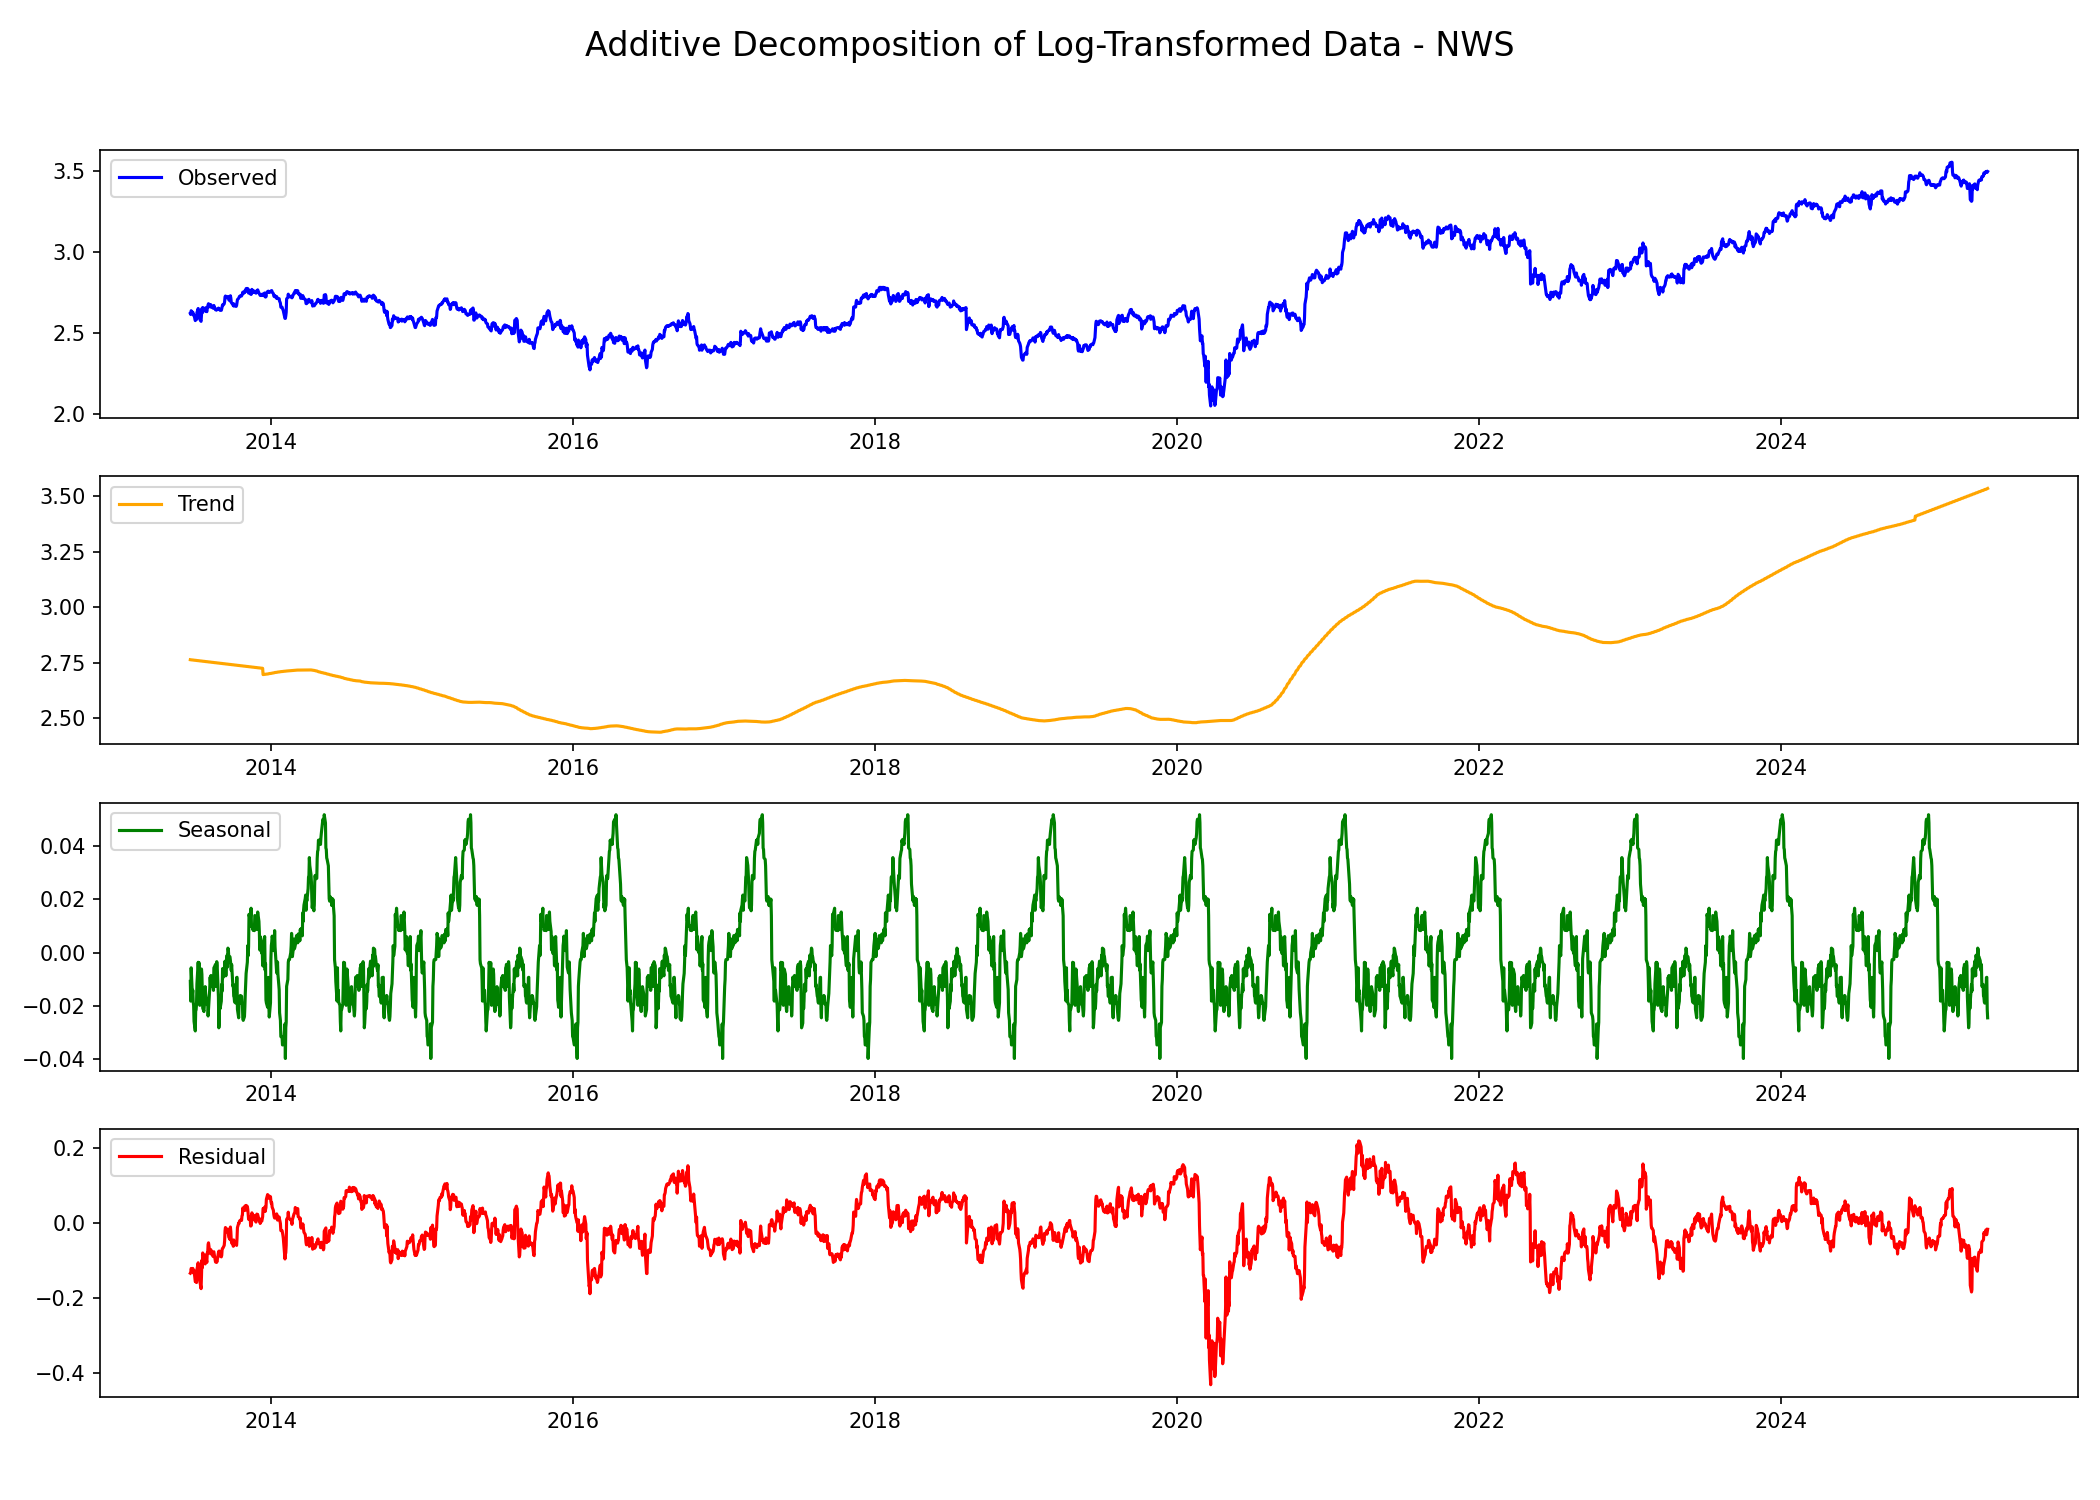 Additive Decomposition of Log-Transformed Data - NWS
Observed
3.5
3.0
2.5
2.0
2014 2016 2018 2020 2022 2024
Trend
3.50
3.25
3.00
2.75
2.50
2014 2016 2018 2020 2022 2024
Seasonal
0.04
0.02
0.00
−0.02
−0.04
2014 2016 2018 2020 2022 2024
Residual
0.2
0.0
−0.2
−0.4
2014 2016 2018 2020 2022 2024